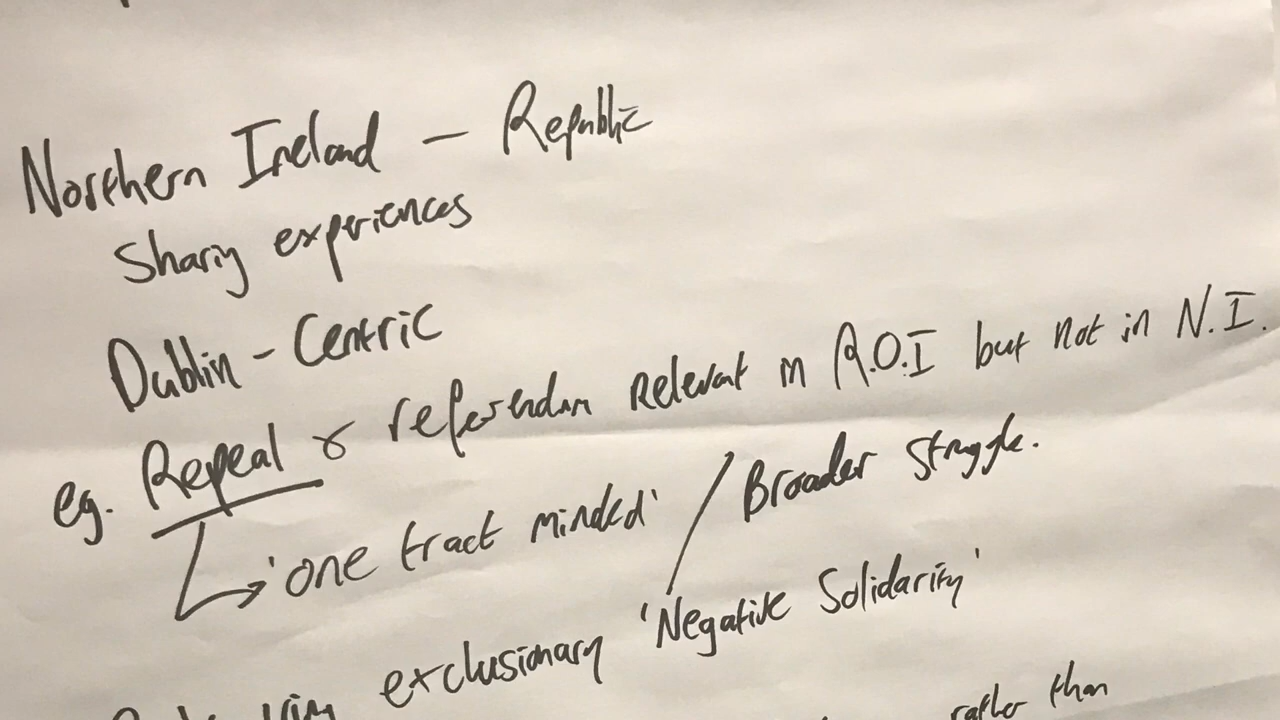 Northern Ireland – Republic
Sharing experiences
Dublin - Centric
eg. Repeal & referendum relevant in R.O.I but not in N.I.
'one tract minded' / Broader struggle.
exclusionary 'Negative Solidarity'
rather than